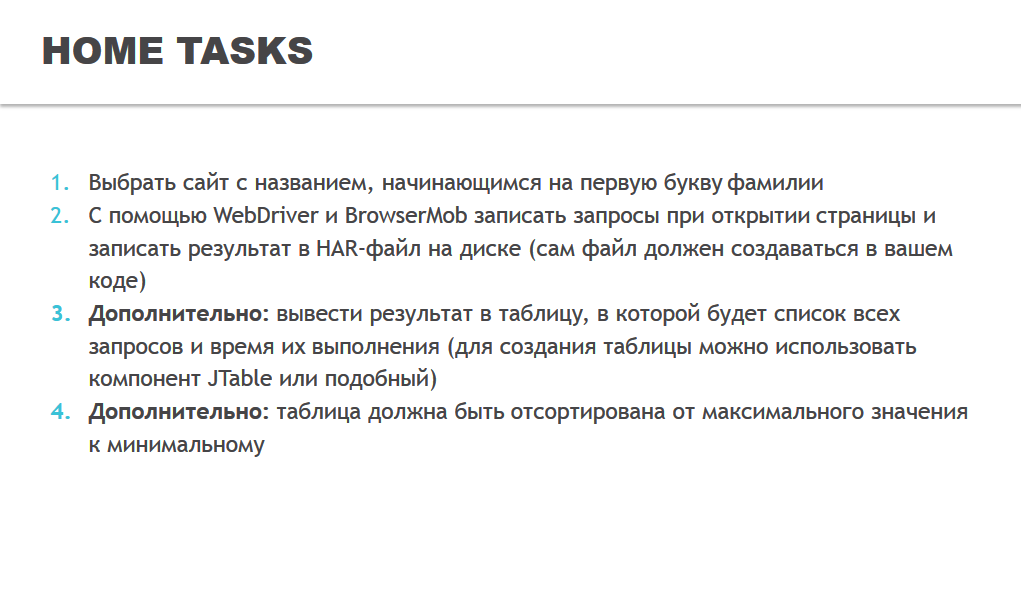 HOME TASKS
1. Выбрать сайт с названием, начинающимся на первую букву фамилии
2. С помощью WebDriver и BrowserMob записать запросы при открытии страницы и
записать результат в HAR-файл на диске (сам файл должен создаваться в вашем
коде)
3. Дополнительно: вывести результат в таблицу, в которой будет список всех
запросов и время их выполнения (для создания таблицы можно использовать
компонент JTable или подобный)
4. Дополнительно: таблица должна быть отсортирована от максимального значения
к минимальному